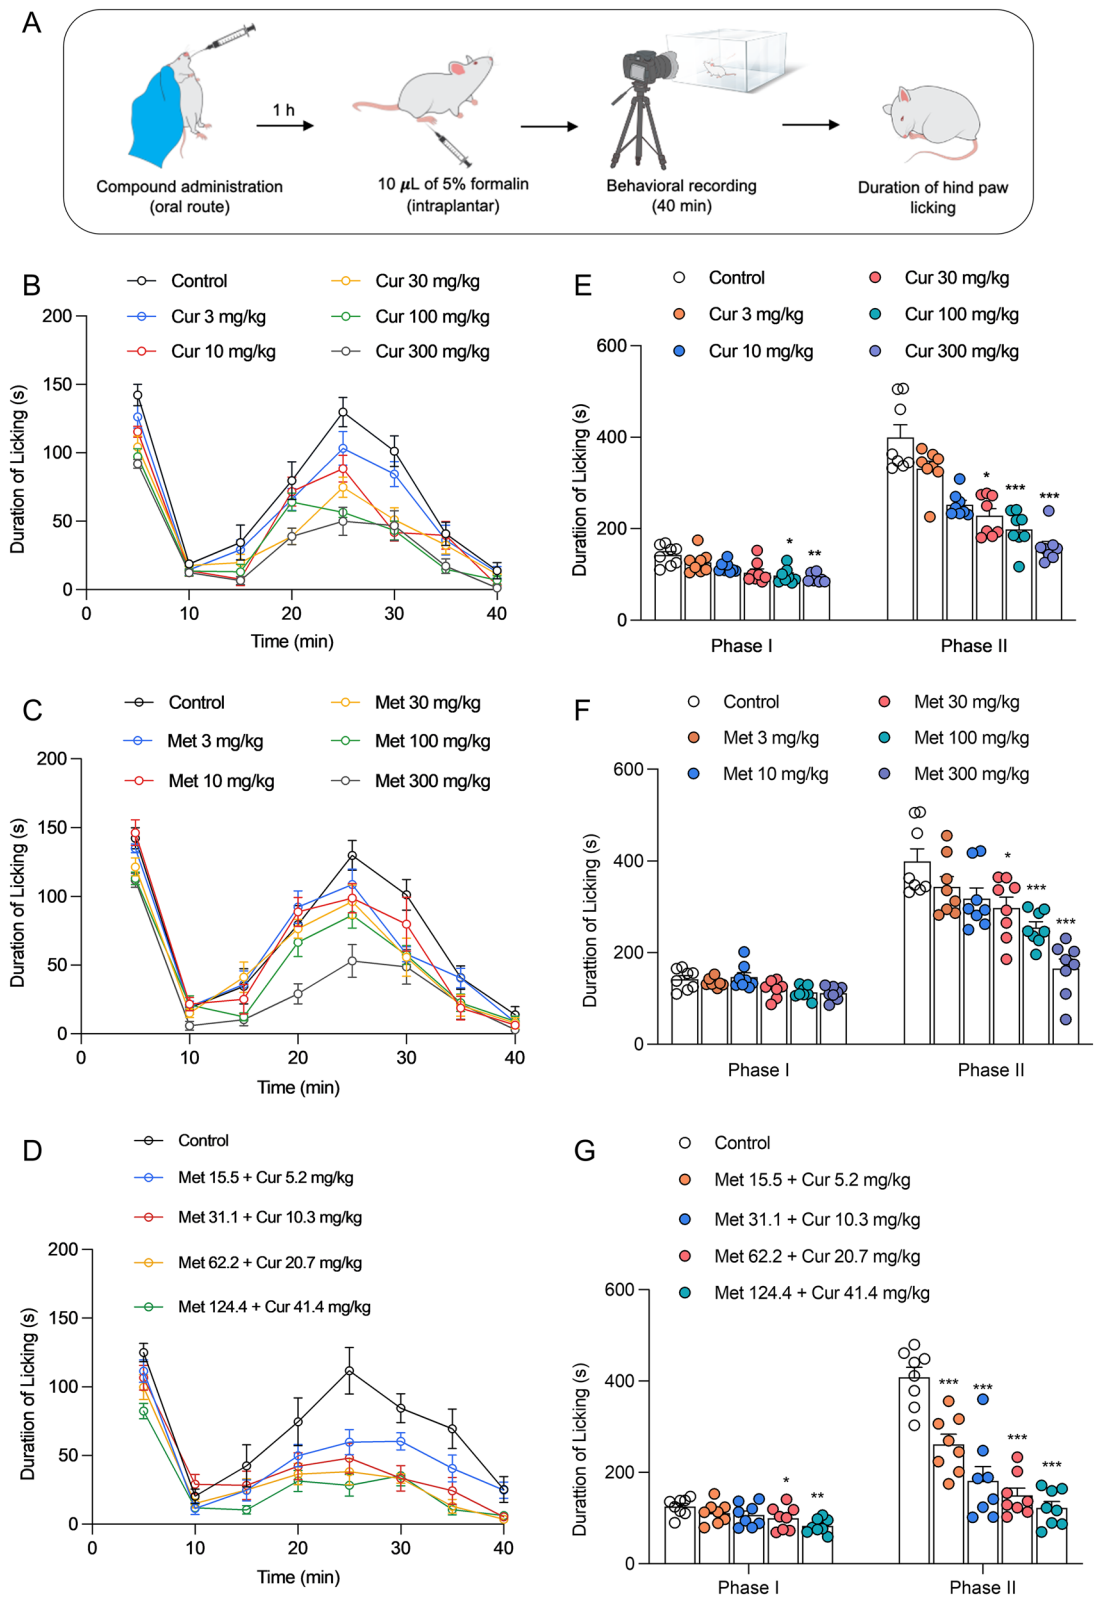 A
1 h
Compound administration
(oral route)
10 μL of 5% formalin
(intraplantar)
Behavioral recording
(40 min)
Duration of hind paw
licking
B
Control
Cur 3 mg/kg
Cur 10 mg/kg
Cur 30 mg/kg
Cur 100 mg/kg
Cur 300 mg/kg
Duratiion of Licking (s)
200
150
100
50
0
0
10
20
30
40
Time (min)
E
Control
Cur 3 mg/kg
Cur 10 mg/kg
Cur 30 mg/kg
Cur 100 mg/kg
Cur 300 mg/kg
Duratiion of Licking (s)
600
400
200
0
*
**
*
***
***
Phase I
Phase II
C
Control
Met 3 mg/kg
Met 10 mg/kg
Met 30 mg/kg
Met 100 mg/kg
Met 300 mg/kg
Duratiion of Licking (s)
200
150
100
50
0
0
10
20
30
40
Time (min)
F
Control
Met 3 mg/kg
Met 10 mg/kg
Met 30 mg/kg
Met 100 mg/kg
Met 300 mg/kg
Duratiion of Licking (s)
600
400
200
0
*
***
***
Phase I
Phase II
D
Control
Met 15.5 + Cur 5.2 mg/kg
Met 31.1 + Cur 10.3 mg/kg
Met 62.2 + Cur 20.7 mg/kg
Met 124.4 + Cur 41.4 mg/kg
Duratiion of Licking (s)
200
150
100
50
0
0
10
20
30
40
Time (min)
G
Control
Met 15.5 + Cur 5.2 mg/kg
Met 31.1 + Cur 10.3 mg/kg
Met 62.2 + Cur 20.7 mg/kg
Met 124.4 + Cur 41.4 mg/kg
Duratiion of Licking (s)
600
400
200
0
*
**
***
***
***
***
Phase I
Phase II